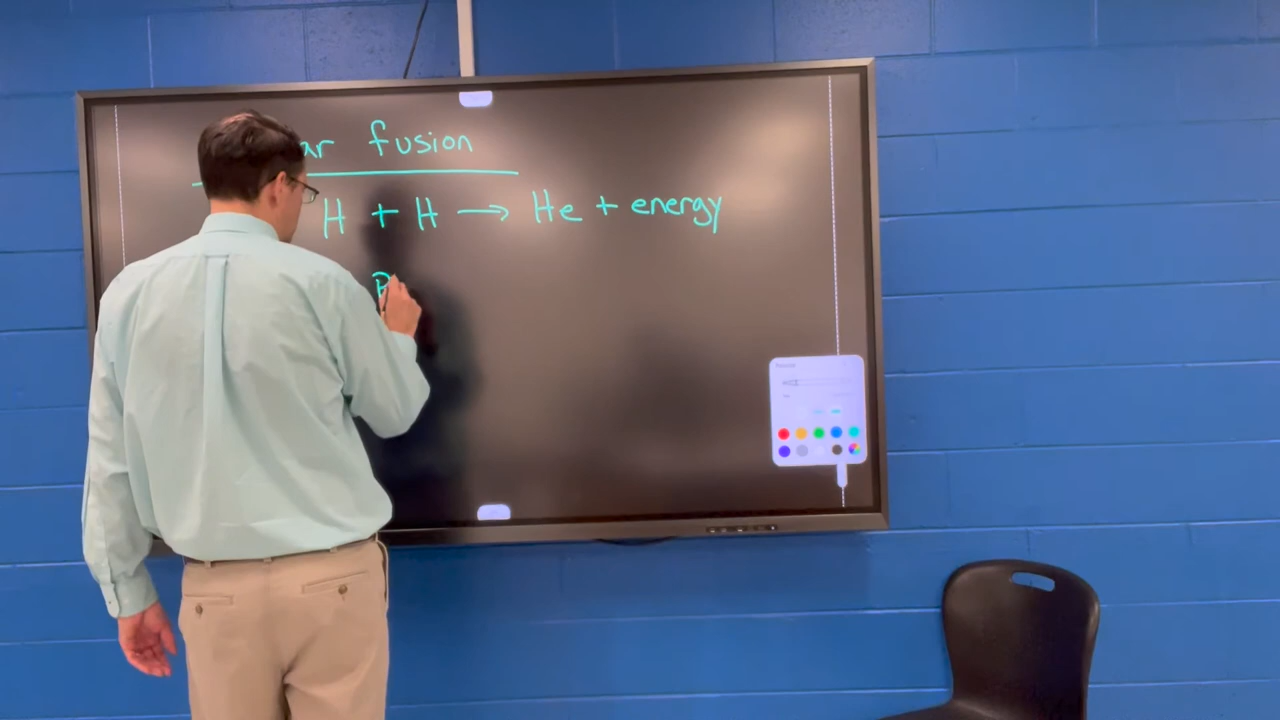 ar fusion
H + H → He + energy